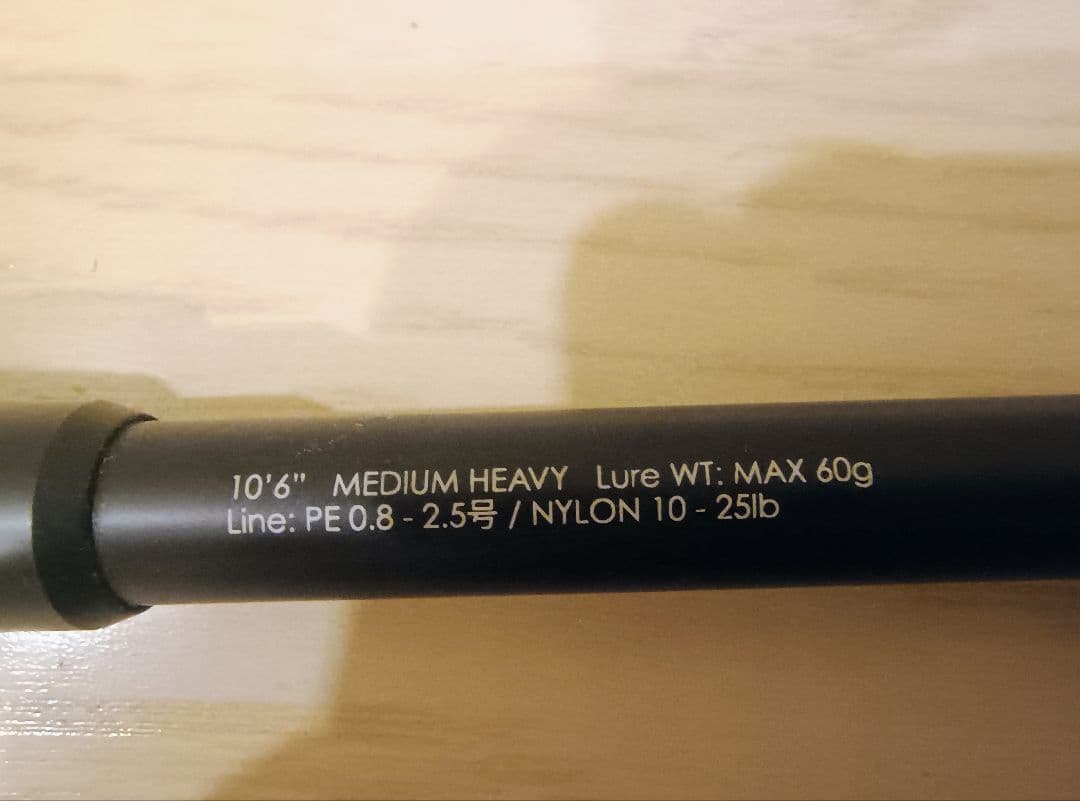 10'6" MEDIUM HEAVY Lure WT: MAX 60g
Line: PE 0.8 - 2.5号 / NYLON 10 - 25lb